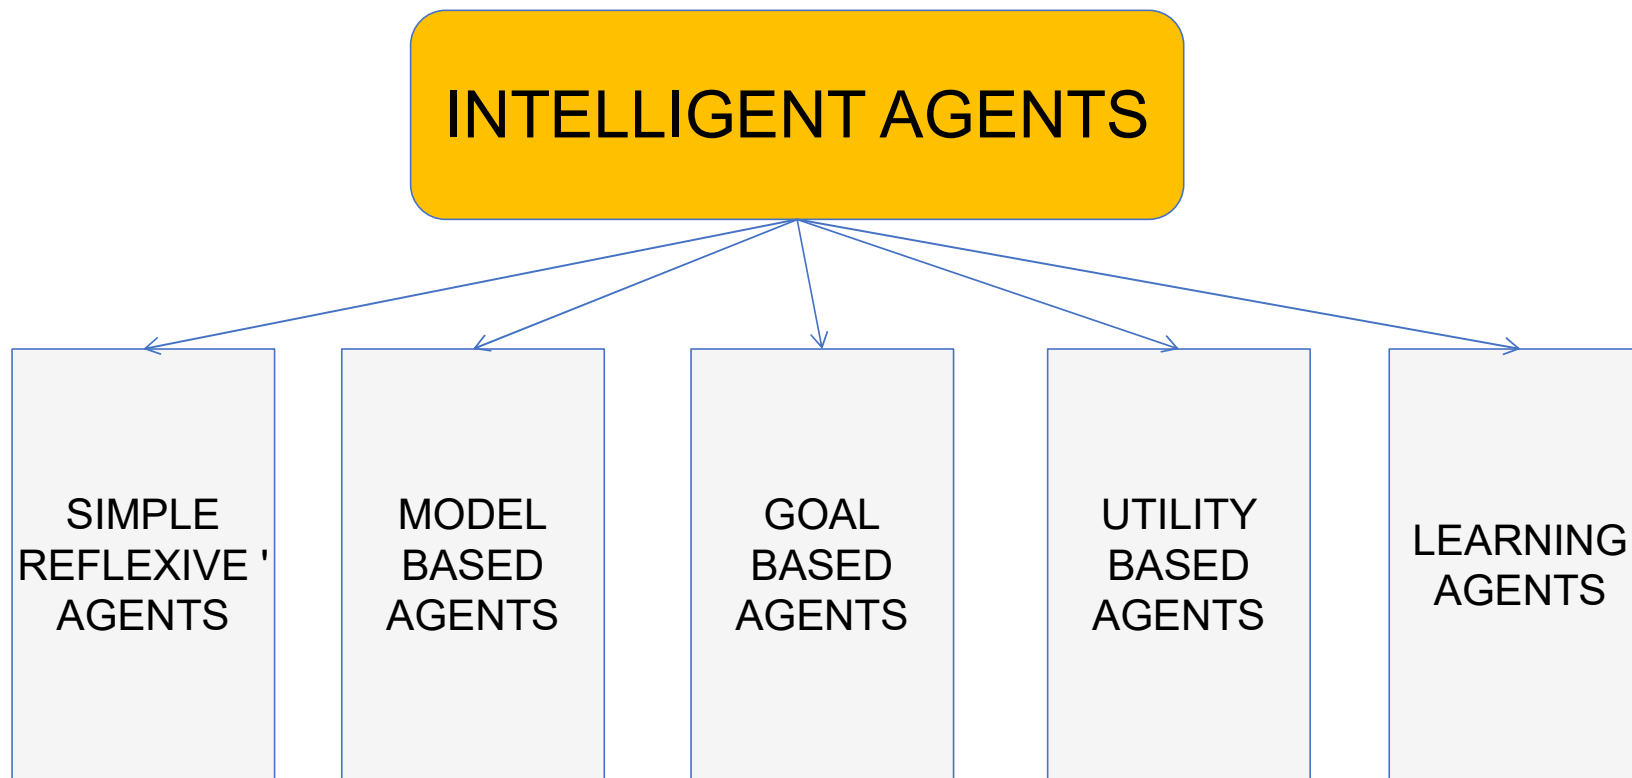 INTELLIGENT AGENTS
SIMPLE
REFLEXIVE '
AGENTS
MODEL
BASED
AGENTS
GOAL
BASED
AGENTS
UTILITY
BASED
AGENTS
LEARNING
AGENTS